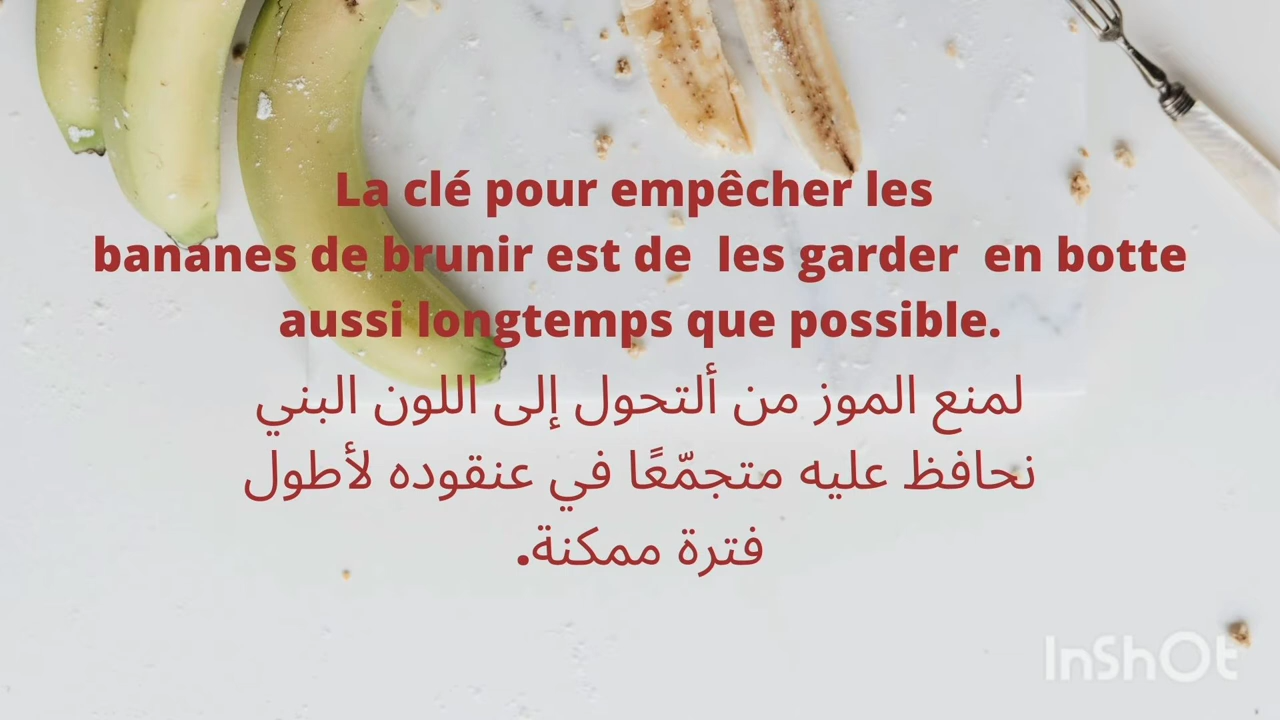 La clé pour empêcher les
bananes de brunir est de les garder en botte
aussi longtemps que possible.
لمنع الموز من ألتحول إلى اللون البني
نحافظ عليه متجمّعًا في عنقوده لأطول
فترة ممكنة.
InShOt